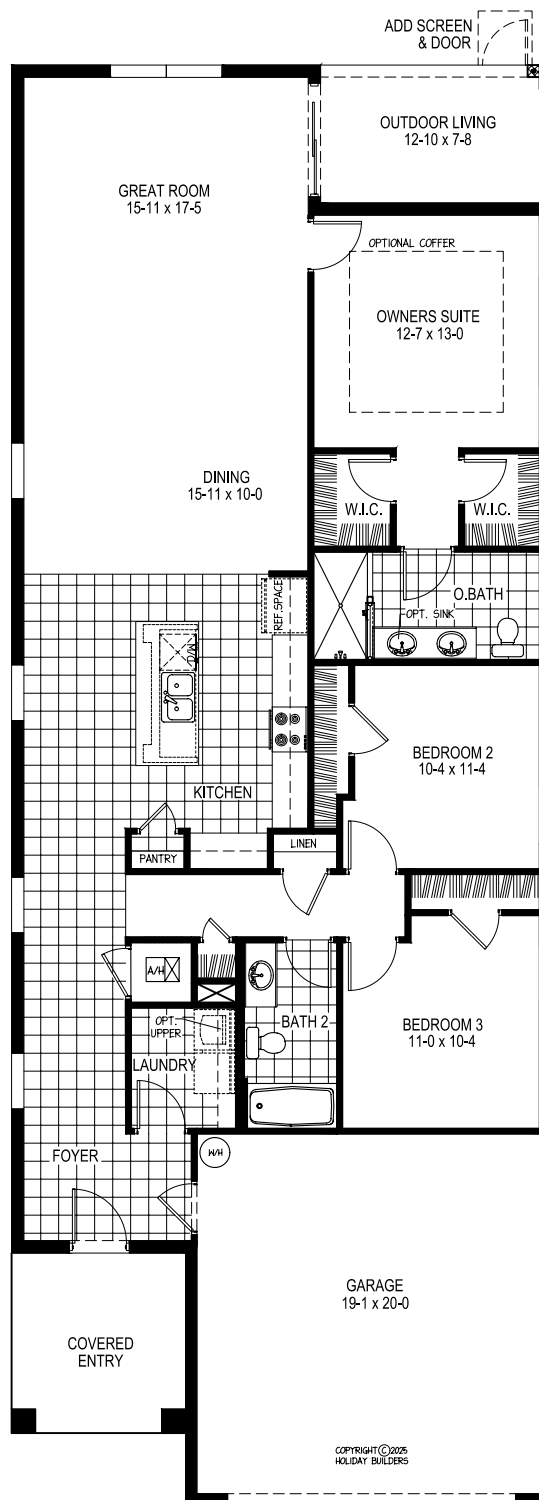 ADD SCREEN
& DOOR
OUTDOOR LIVING
12-10 x 7-8
GREAT ROOM
15-11 x 17-5
OPTIONAL COFFER
OWNERS SUITE
12-7 x 13-0
DINING
15-11 x 10-0
W.I.C.
W.I.C.
REF.SPACE
O.BATH
OPT. SINK
D/W
BEDROOM 2
10-4 x 11-4
KITCHEN
PANTRY
LINEN
A/H
OPT.
UPPER
BATH 2
BEDROOM 3
11-0 x 10-4
LAUNDRY
FOYER
W/H
GARAGE
19-1 x 20-0
COVERED
ENTRY
COPYRIGHT © 2025
HOLIDAY BUILDERS